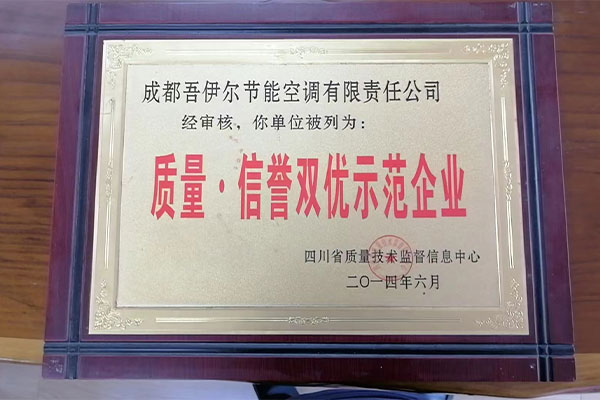 成都吾伊尔节能空调有限责任公司
经审核，你单位被列为：
质量·信誉双优示范企业
四川省质量技术监督信息中心
二〇一四年六月